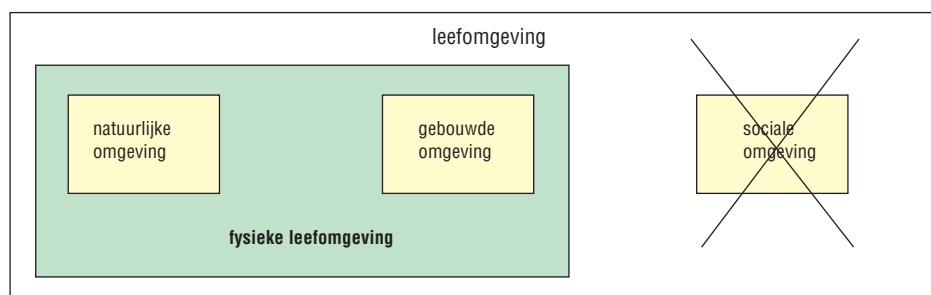 leefomgeving
natuurlijke
omgeving
gebouwde
omgeving
sociale
omgeving
fysieke leefomgeving